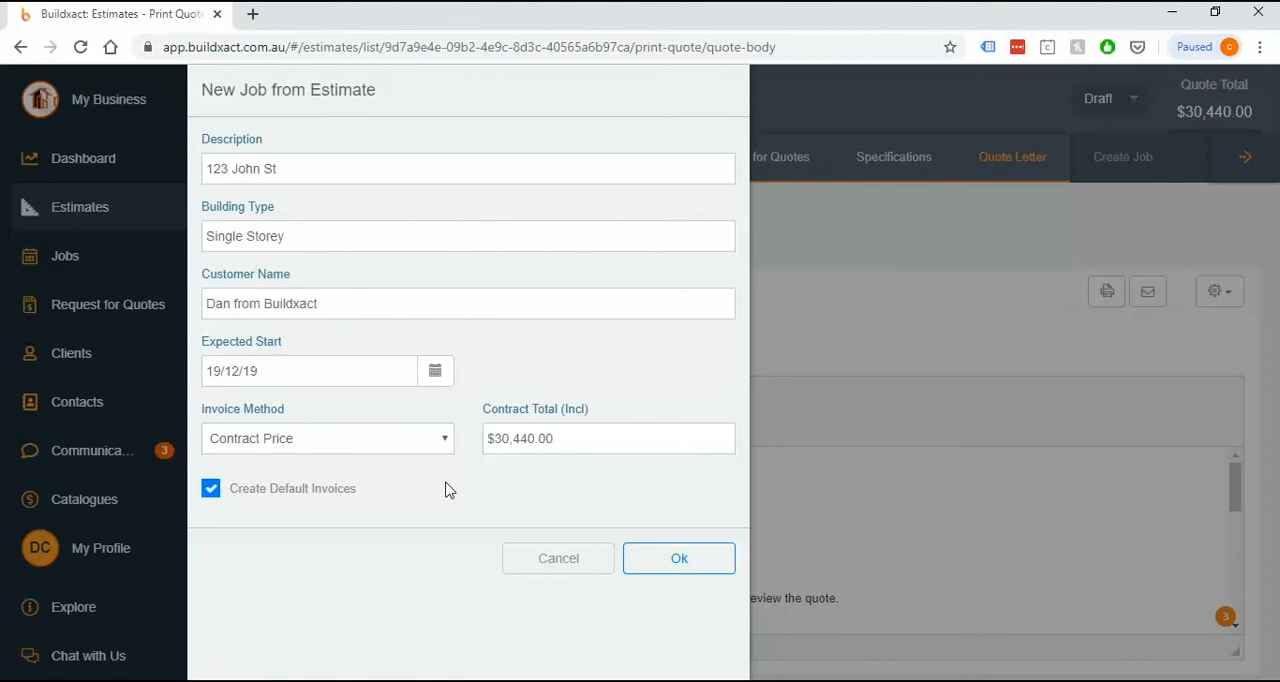 Buildxact: Estimates - Print Quote
app.buildxact.com.au/#/estimates/list/9d7a9e4e-09b2-4e9c-8d3c-40565a6b97ca/print-quote/quote-body
Paused
c
My Business
Dashboard
Estimates
Jobs
Request for Quotes
Clients
Contacts
Communica... 3
Catalogues
DC My Profile
Explore
Chat with Us
New Job from Estimate
Description
123 John St
Building Type
Single Storey
Customer Name
Dan from Buildxact
Expected Start
19/12/19
Invoice Method
Contract Price
Contract Total (Incl)
$30,440.00
Create Default Invoices
Cancel
Ok
Draft
Quote Total
$30,440.00
for Quotes
Specifications
Quote Letter
Create Job
eview the quote.
3